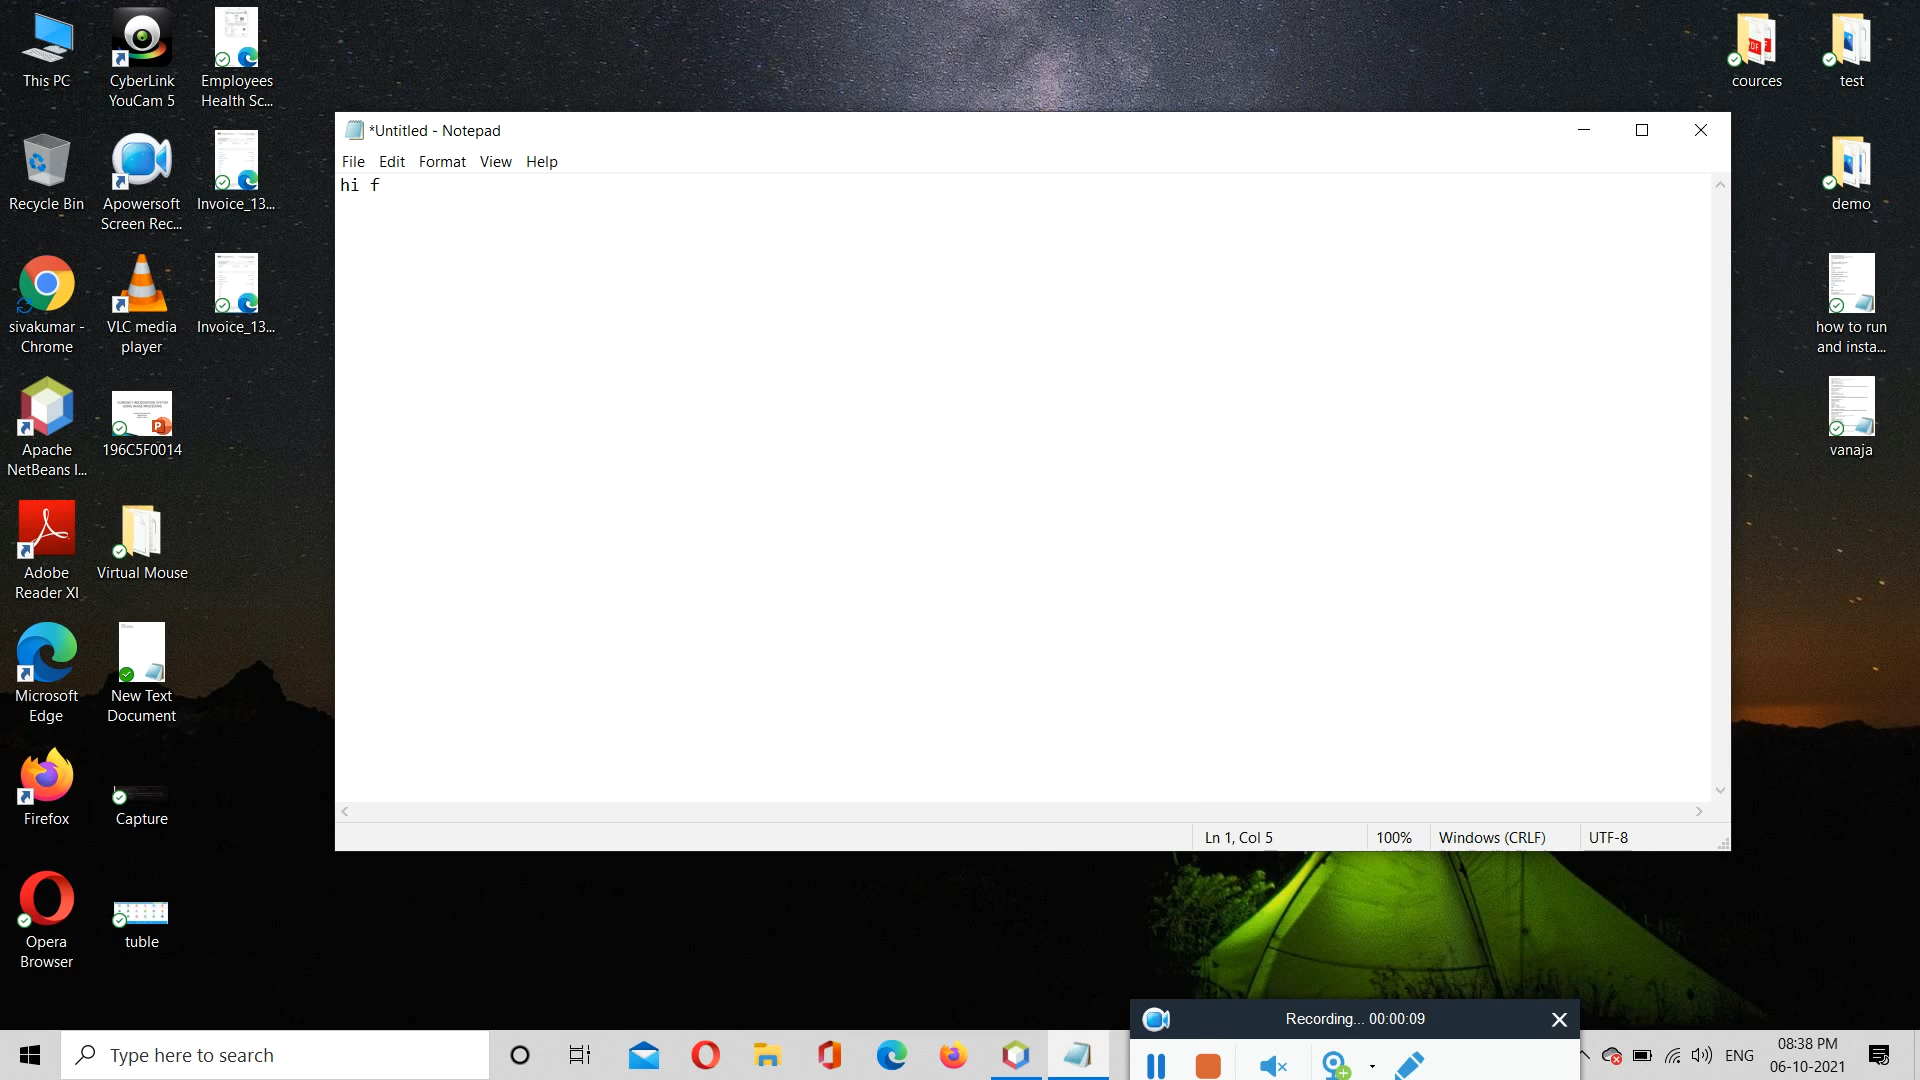 This PC
CyberLink
YouCam 5
Employees
Health Sc...
cources
test
*Untitled - Notepad
File Edit Format View Help
hi f
Recycle Bin
Apowersoft
Screen Rec...
Invoice_13...
demo
sivakumar -
Chrome
VLC media
player
Invoice_13...
how to run
and insta...
Apache
NetBeans I...
196C5F0014
vanaja
Adobe
Reader XI
Virtual Mouse
Microsoft
Edge
New Text
Document
Firefox
Capture
Ln 1, Col 5
100%
Windows (CRLF)
UTF-8
Opera
Browser
tuble
Recording... 00:00:09
Type here to search
ENG
08:38 PM
06-10-2021